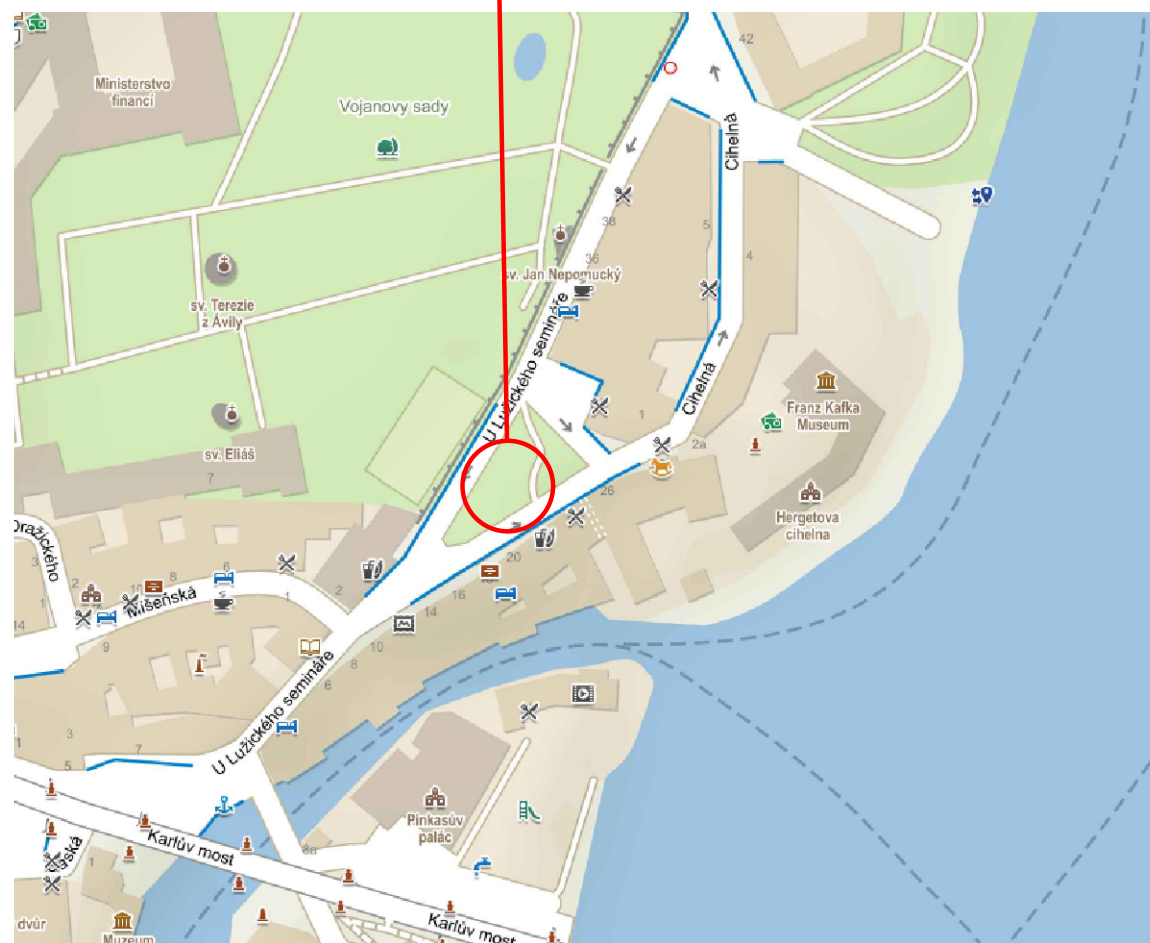 42
Ministerstvo
financí
Vojanovy sady
Cihelná
38
5
4
36
sv. Jan Nepomucký
sv. Terezie
z Ávily
U Lužického semináře
Cihelná
Franz Kafka
Museum
1
2a
sv. Eliáš
7
26
Hergetova
cihelna
Dražického
3
2
10
8
6
20
Míšeňská
1
2
16
14
14
1
9
10
8
6
U Lužického semináře
3
7
1
5
Pinkasův
palác
Karlův most
8a
1
dvůr
Muzeum
Karlův most